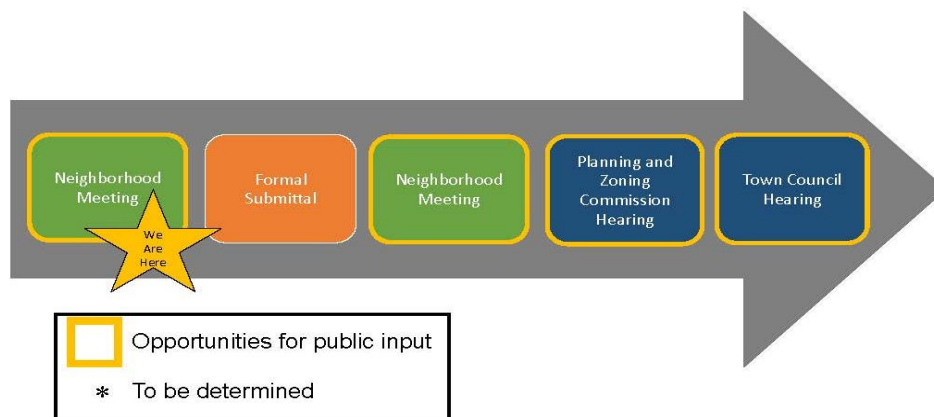 Neighborhood
Meeting
Formal
Submittal
Neighborhood
Meeting
Planning and
Zoning
Commission
Hearing
Town Council
Hearing
We
Are
Here
Opportunities for public input
* To be determined